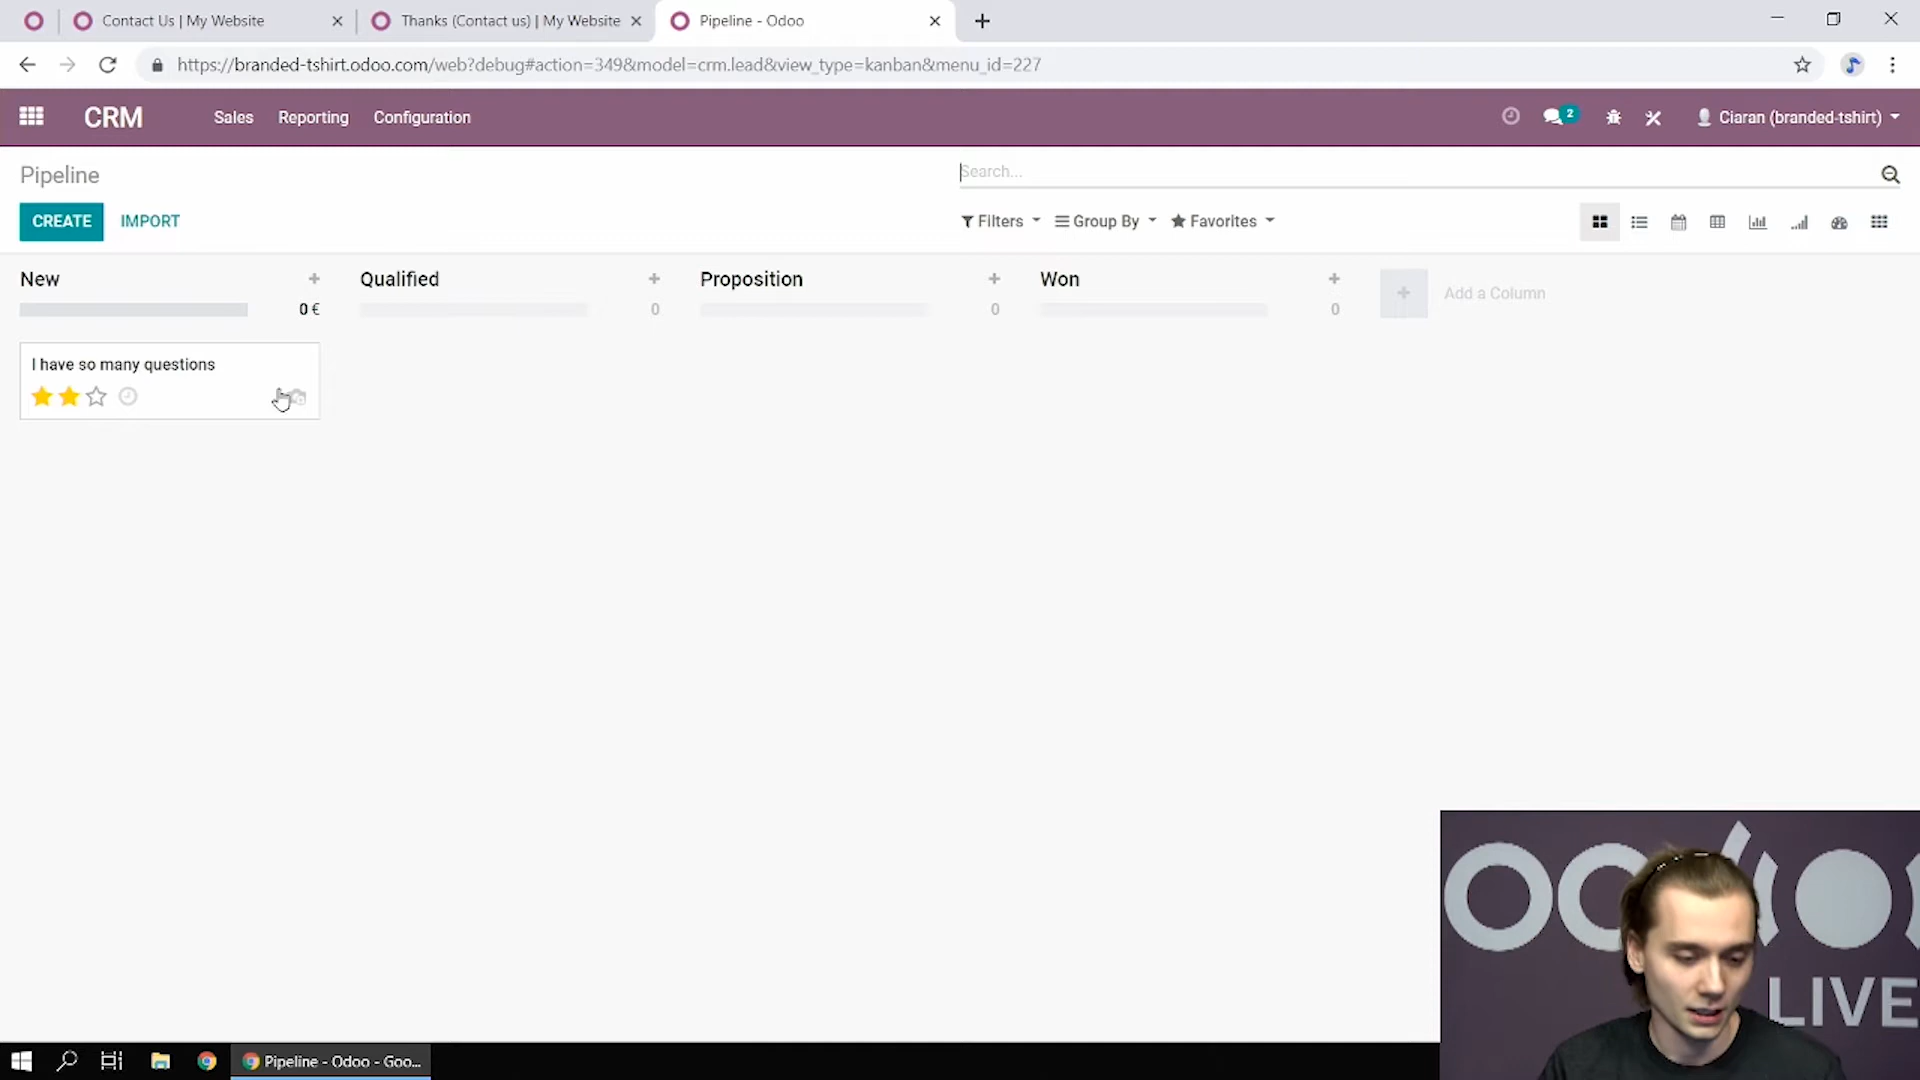 Contact Us | My Website
Thanks (Contact us) | My Website
Pipeline - Odoo
https://branded-tshirt.odoo.com/web?debug#action=349&model=crm.lead&view_type=kanban&menu_id=227
CRM Sales Reporting Configuration
2
Ciaran (branded-tshirt)
Pipeline
Search...
CREATE IMPORT
Filters Group By Favorites
New + Qualified + Proposition + Won +
+ Add a Column
0 € 0 0 0
I have so many questions
odoo
LIVE
Pipeline - Odoo - Goo...